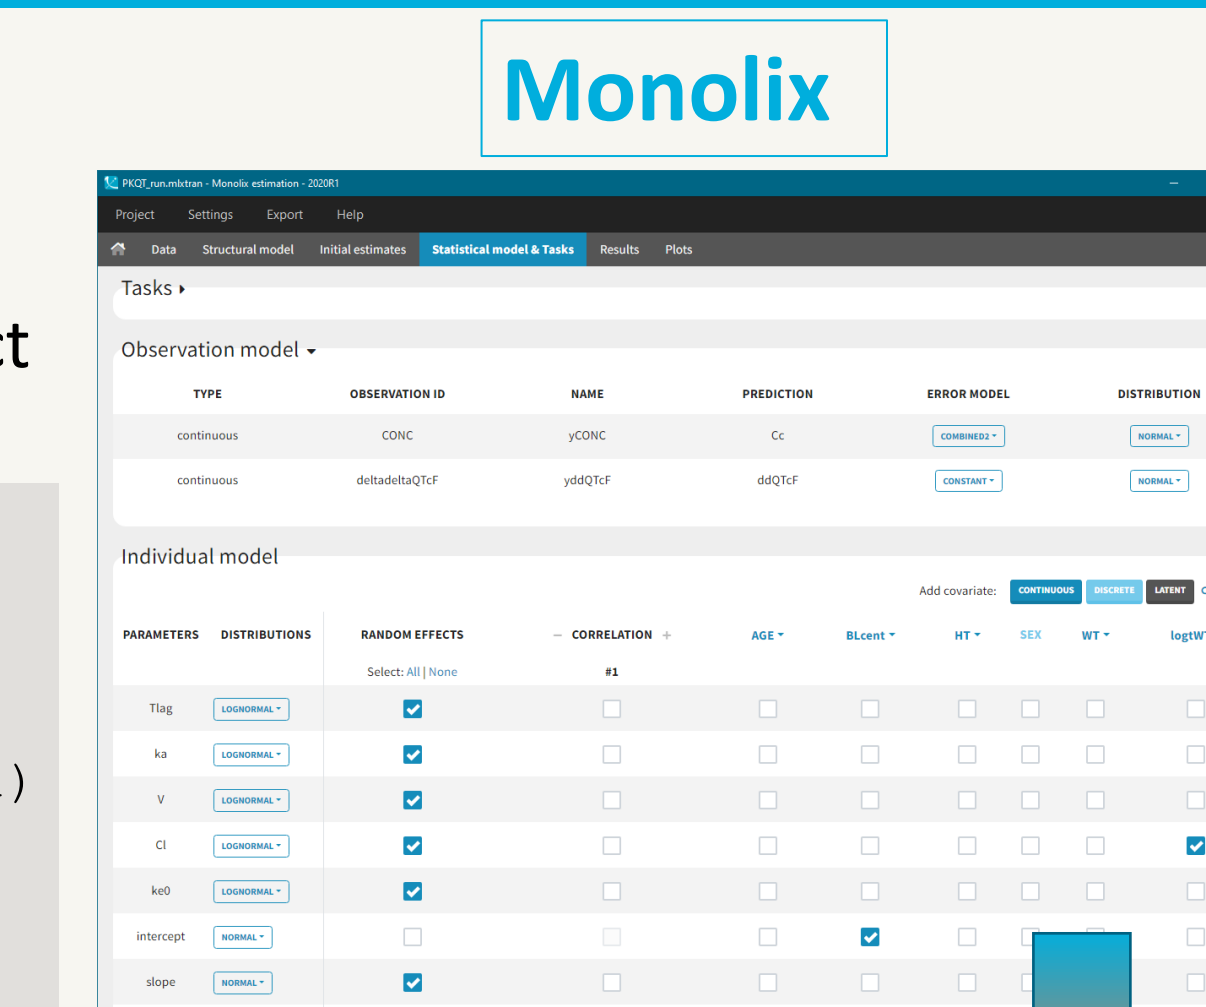 Monolix
PKQT_run.mlxtran - Monolix estimation - 2020R1
Project Settings Export Help
Data Structural model Initial estimates Statistical model & Tasks Results Plots
Tasks
ct
Observation model
TYPE OBSERVATION ID NAME PREDICTION ERROR MODEL DISTRIBUTION
continuous CONC yCONC Cc COMBINED2 NORMAL
continuous deltadeltaQTcF yddQTcF ddQTcF CONSTANT NORMAL
Individual model
Add covariate: CONTINUOUS DISCRETE LATENT
PARAMETERS DISTRIBUTIONS RANDOM EFFECTS − CORRELATION + AGE BLcent HT SEX WT logtW
Select: All | None #1
Tlag LOGNORMAL
ka LOGNORMAL
)
V LOGNORMAL
Cl LOGNORMAL
ke0 LOGNORMAL
intercept NORMAL
slope NORMAL